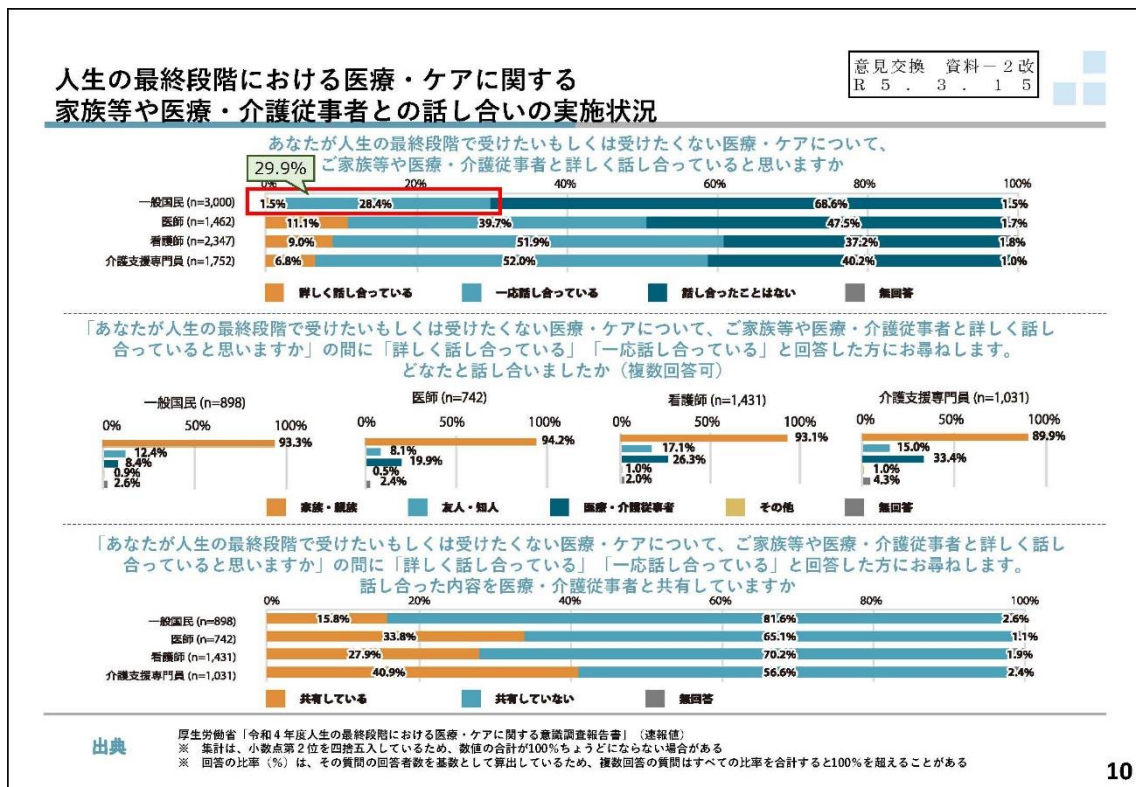 人生の最終段階における医療・ケアに関する
家族等や医療・介護従事者との話し合いの実施状況
意見交換 資料－２改
R 5 . 3 . 1 5
あなたが人生の最終段階で受けたいもしくは受けたくない医療・ケアについて、
ご家族等や医療・介護従事者と詳しく話し合っていると思いますか
29.9%
0% 20% 40% 60% 80% 100%
一般国民 (n=3,000) 1.5% 28.4% 68.6% 1.5%
医師 (n=1,462) 11.1% 39.7% 47.5% 1.7%
看護師 (n=2,347) 9.0% 51.9% 37.2% 1.8%
介護支援専門員 (n=1,752) 6.8% 52.0% 40.2% 1.0%
詳しく話し合っている 一応話し合っている 話し合ったことはない 無回答
「あなたが人生の最終段階で受けたいもしくは受けたくない医療・ケアについて、ご家族等や医療・介護従事者と詳しく話し
合っていると思いますか」の問に「詳しく話し合っている」「一応話し合っている」と回答した方にお尋ねします。
どなたと話し合いましたか（複数回答可）
一般国民 (n=898) 医師 (n=742) 看護師 (n=1,431) 介護支援専門員 (n=1,031)
0% 50% 100% 0% 50% 100% 0% 50% 100% 0% 50% 100%
93.3% 94.2% 93.1% 89.9%
12.4% 8.1% 17.1% 15.0%
8.4% 19.9% 26.3% 33.4%
0.9% 0.5% 1.0% 1.0%
2.6% 2.4% 2.0% 4.3%
家族・親族 友人・知人 医療・介護従事者 その他 無回答
「あなたが人生の最終段階で受けたいもしくは受けたくない医療・ケアについて、ご家族等や医療・介護従事者と詳しく話し
合っていると思いますか」の問に「詳しく話し合っている」「一応話し合っている」と回答した方にお尋ねします。
話し合った内容を医療・介護従事者と共有していますか
0% 20% 40% 60% 80% 100%
一般国民 (n=898) 15.8% 81.6% 2.6%
医師 (n=742) 33.8% 65.1% 1.1%
看護師 (n=1,431) 27.9% 70.2% 1.9%
介護支援専門員 (n=1,031) 40.9% 56.6% 2.4%
共有している 共有していない 無回答
出典
厚生労働省「令和４年度人生の最終段階における医療・ケアに関する意識調査報告書」（速報値）
※ 集計は、小数点第２位を四捨五入しているため、数値の合計が100%ちょうどにならない場合がある
※ 回答の比率（%）は、その質問の回答者数を基数として算出しているため、複数回答の質問はすべての比率を合計すると100%を超えることがある
10